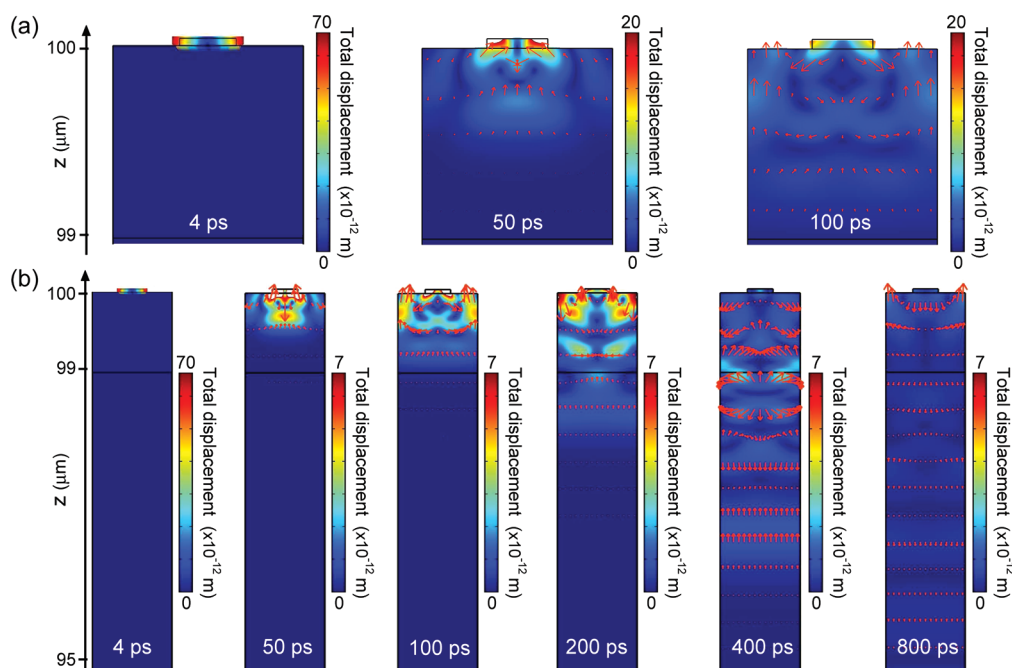 (a)
z (µm)
100
99
4 ps
70
Total displacement (x10⁻¹² m)
0
50 ps
20
Total displacement (x10⁻¹² m)
0
100 ps
20
Total displacement (x10⁻¹² m)
0
(b)
z (µm)
100
99
95
4 ps
70
Total displacement (x10⁻¹² m)
0
50 ps
7
Total displacement (x10⁻¹² m)
0
100 ps
7
Total displacement (x10⁻¹² m)
0
200 ps
7
Total displacement (x10⁻¹² m)
0
400 ps
7
Total displacement (x10⁻¹² m)
0
800 ps
7
Total displacement (x10⁻¹² m)
0